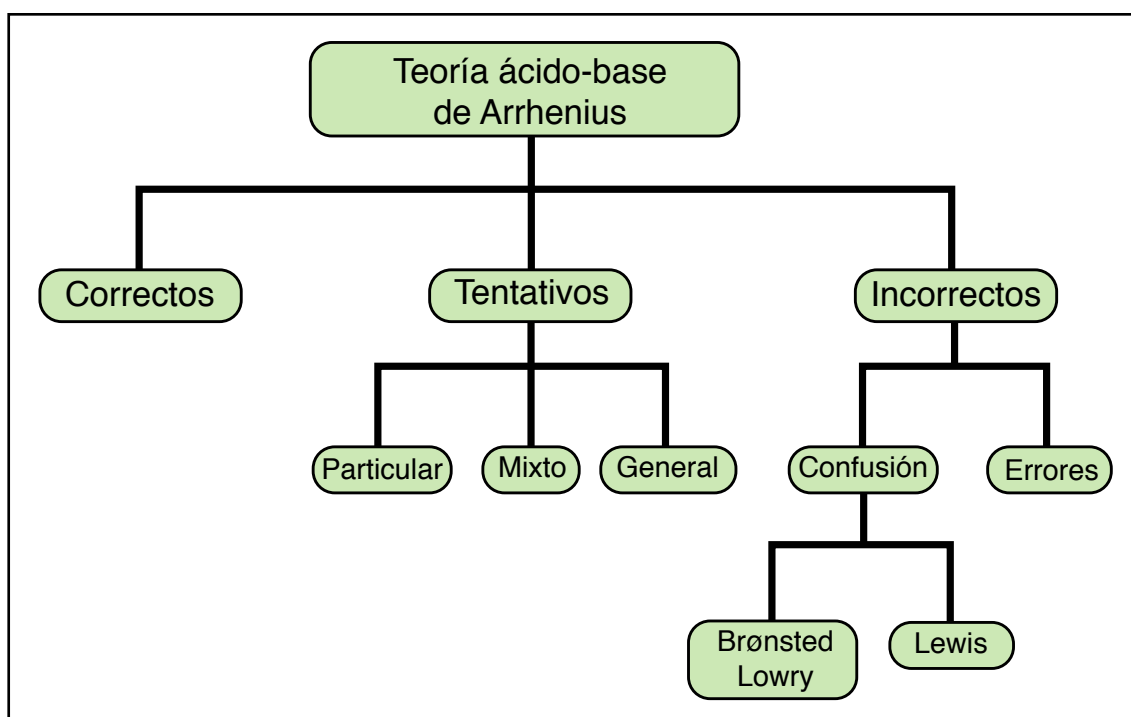 Teoría ácido-base
de Arrhenius
Correctos
Tentativos
Incorrectos
Particular
Mixto
General
Confusión
Errores
Brønsted
Lowry
Lewis